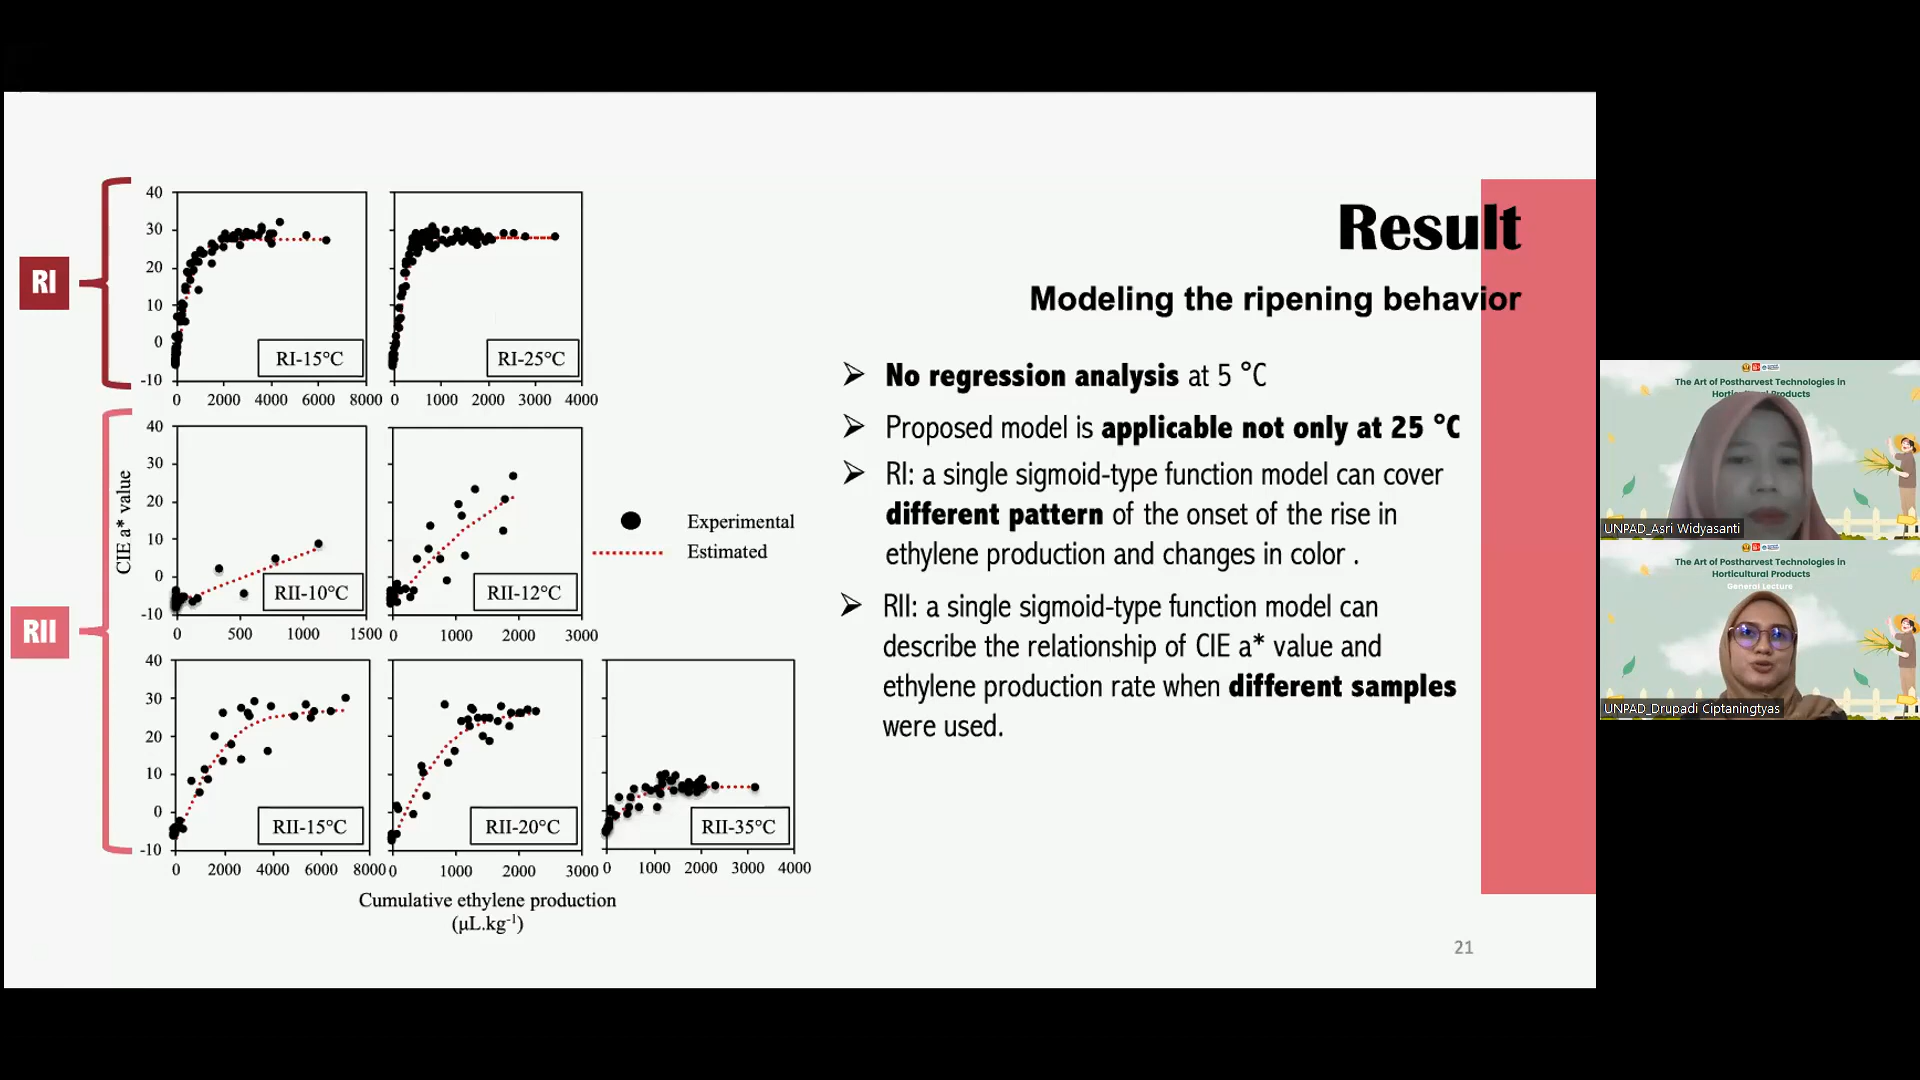 Result
Modeling the ripening behavior
RI
40
30
20
10
0
-10
RI-15°C
0 2000 4000 6000 8000
RI-25°C
0 1000 2000 3000 4000
RII
CIE a* value
40
30
20
10
0
-10
RII-10°C
0 500 1000 1500
RII-12°C
0 1000 2000 3000
Experimental
Estimated
40
30
20
10
0
-10
RII-15°C
0 2000 4000 6000 8000
RII-20°C
0 1000 2000 3000
RII-35°C
0 1000 2000 3000 4000
Cumulative ethylene production
(µL.kg⁻¹)
➢ No regression analysis at 5 °C
➢ Proposed model is applicable not only at 25 °C
➢ RI: a single sigmoid-type function model can cover
different pattern of the onset of the rise in
ethylene production and changes in color .
➢ RII: a single sigmoid-type function model can
describe the relationship of CIE a* value and
ethylene production rate when different samples
were used.
21
The Art of Postharvest Technologies in
Products
UNPAD_Asri Widyasanti
The Art of Postharvest Technologies in
Horticultural Products
General Lecture
UNPAD_Drupadi Ciptaningtyas